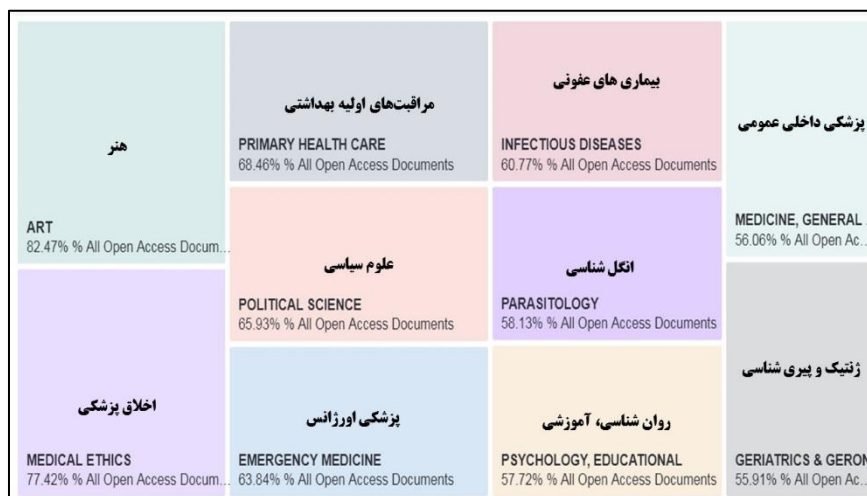 هنر
ART
82.47% % All Open Access Docum...
اخلاق پزشکی
MEDICAL ETHICS
77.42% % All Open Access Docum...
مراقبت‌های اولیه بهداشتی
PRIMARY HEALTH CARE
68.46% % All Open Access Documents
علوم سیاسی
POLITICAL SCIENCE
65.93% % All Open Access Documents
پزشکی اورژانس
EMERGENCY MEDICINE
63.84% % All Open Access Documents
بیماری های عفونی
INFECTIOUS DISEASES
60.77% % All Open Access Documents
انگل شناسی
PARASITOLOGY
58.13% % All Open Access Documents
روان شناسی، آموزشی
PSYCHOLOGY, EDUCATIONAL
57.72% % All Open Access Documents
پزشکی داخلی عمومی
MEDICINE, GENERAL ...
56.06% % All Open Ac...
ژنتیک و پیری شناسی
GERIATRICS & GERON
55.91% % All Open Ac...